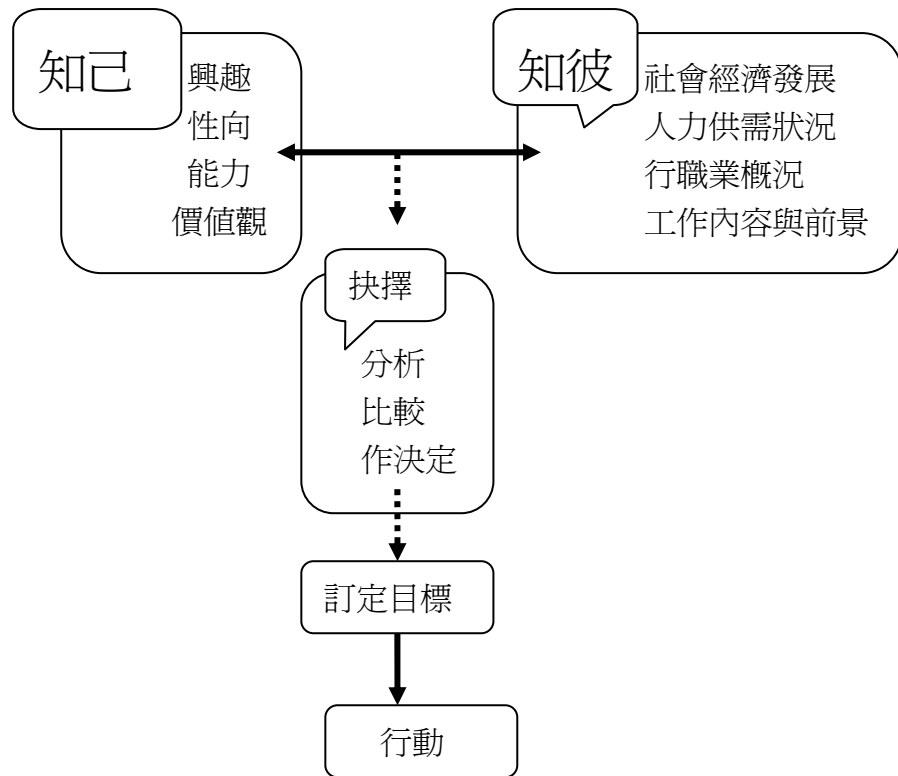 知己
興趣
性向
能力
價值觀
知彼
社會經濟發展
人力供需狀況
行職業概況
工作內容與前景
抉擇
分析
比較
作決定
訂定目標
行動